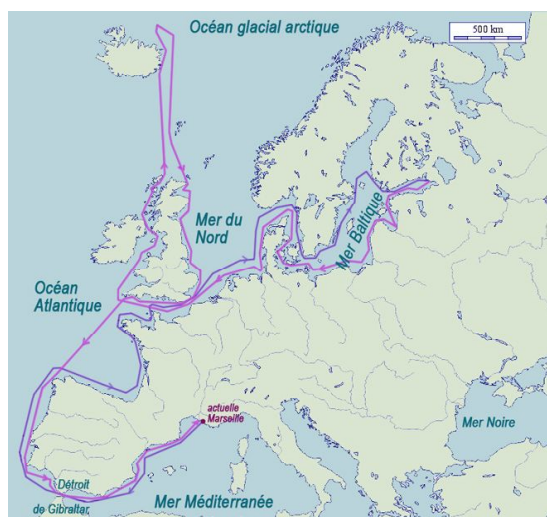 Océan glacial arctique
500 km
Mer du
Nord
Mer Baltique
Océan
Atlantique
actuelle
Marseille
Mer Noire
Détroit
de Gibraltar
Mer Méditerranée